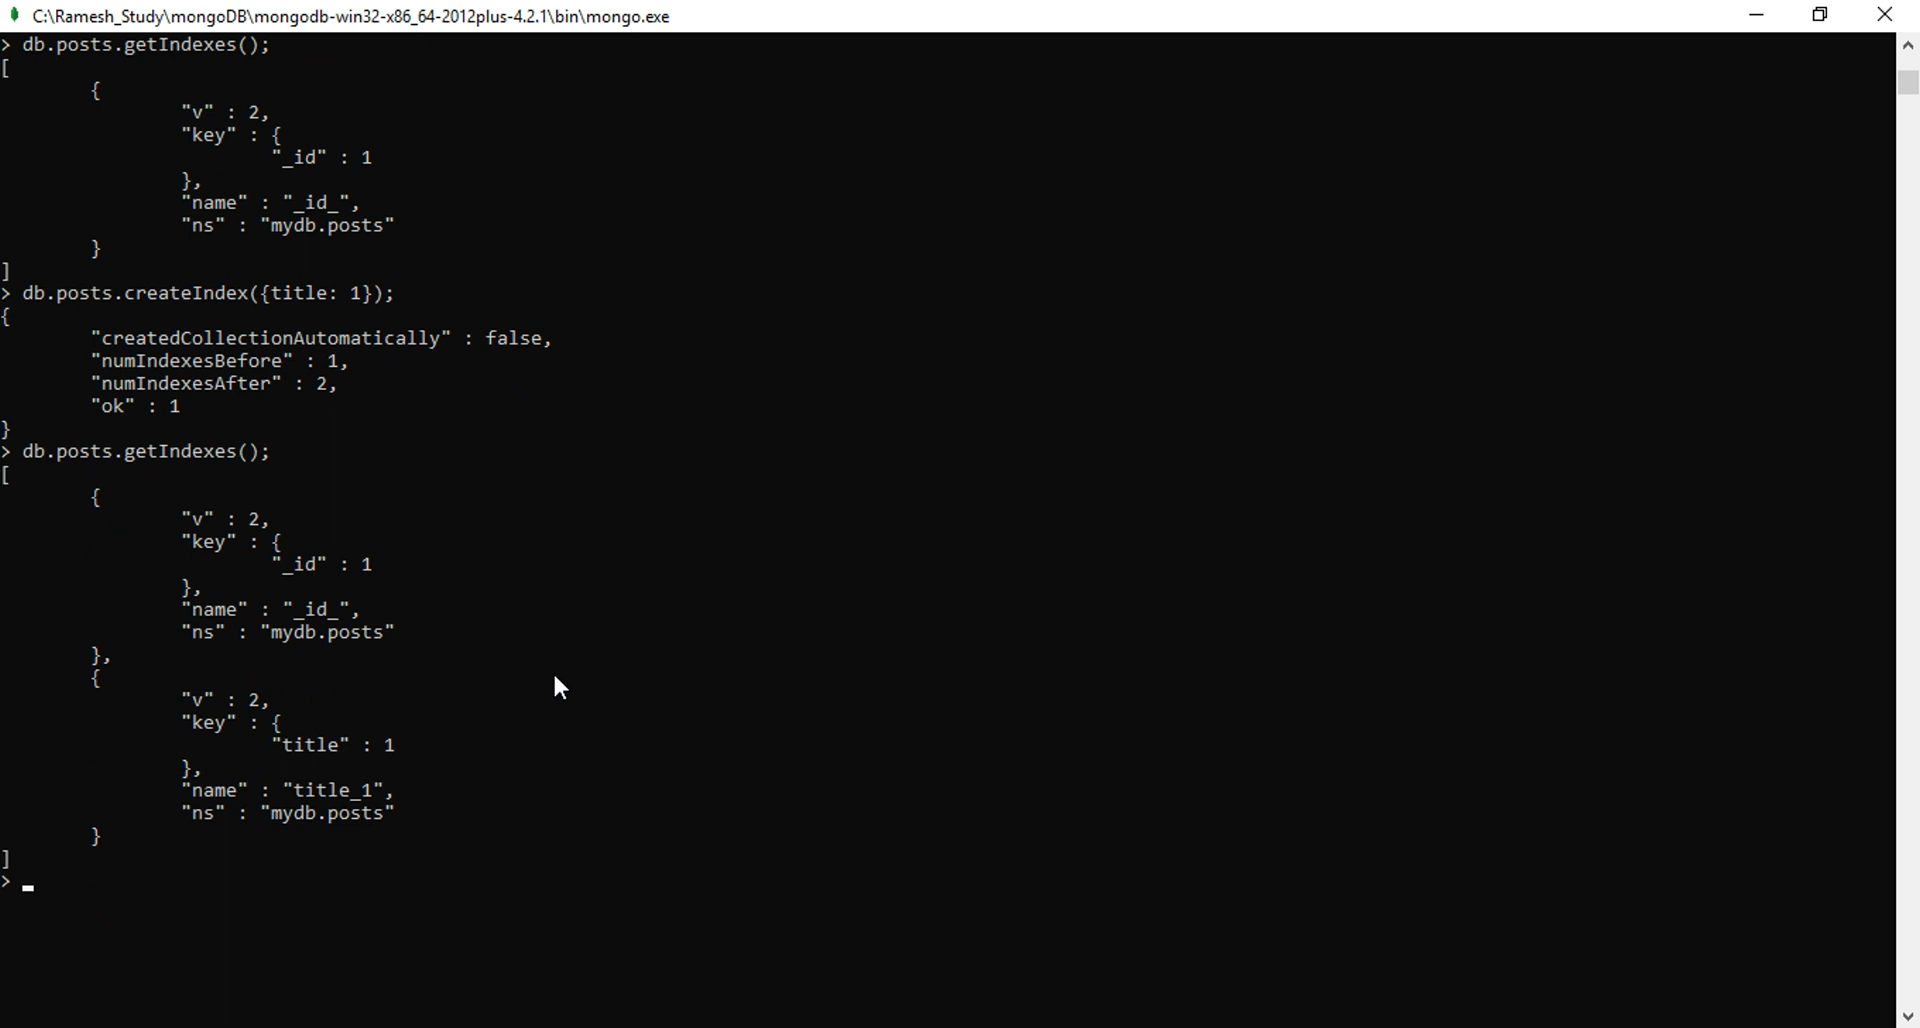 C:\Ramesh_Study\mongoDB\mongodb-win32-x86_64-2012plus-4.2.1\bin\mongo.exe
> db.posts.getIndexes();
[
        {
                "v" : 2,
                "key" : {
                        "_id" : 1
                },
                "name" : "_id_",
                "ns" : "mydb.posts"
        }
]
> db.posts.createIndex({title: 1});
{
        "createdCollectionAutomatically" : false,
        "numIndexesBefore" : 1,
        "numIndexesAfter" : 2,
        "ok" : 1
}
> db.posts.getIndexes();
[
        {
                "v" : 2,
                "key" : {
                        "_id" : 1
                },
                "name" : "_id_",
                "ns" : "mydb.posts"
        },
        {
                "v" : 2,
                "key" : {
                        "title" : 1
                },
                "name" : "title_1",
                "ns" : "mydb.posts"
        }
]
>